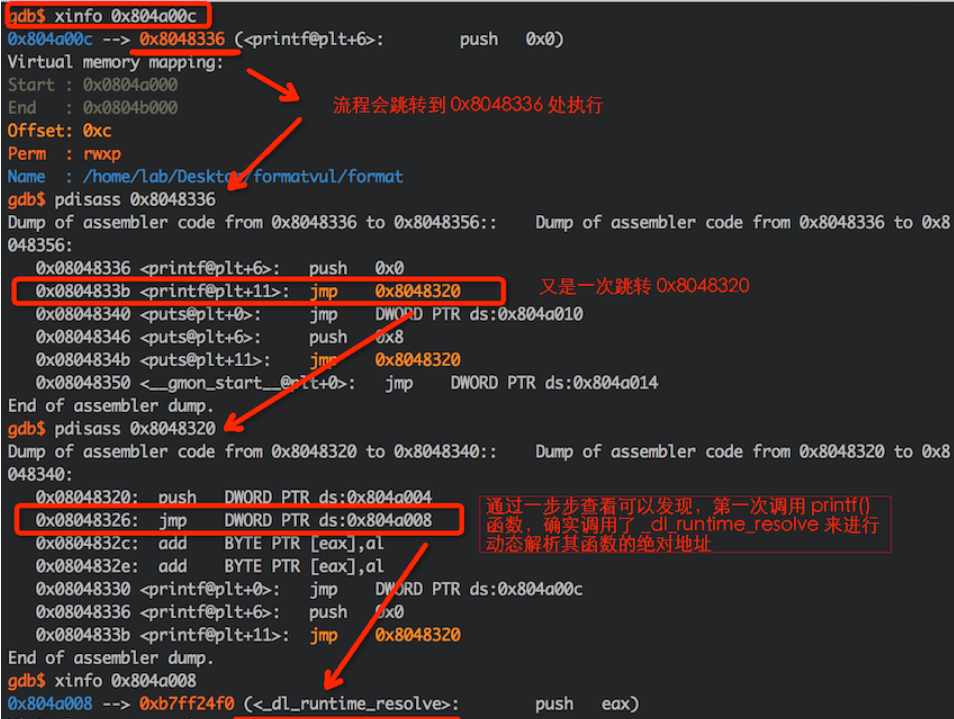 gdb$ xinfo 0x804a00c
0x804a00c --> 0x8048336 (<printf@plt+6>: push 0x0)
Virtual memory mapping:
Start : 0x0804a000
流程会跳转到 0x8048336 处执行
End : 0x0804b000
Offset: 0xc
Perm : rwxp
Name : /home/lab/Desktop/formatvul/format
gdb$ pdisass 0x8048336
Dump of assembler code from 0x8048336 to 0x8048356:: Dump of assembler code from 0x8048336 to 0x8
048356:
0x08048336 <printf@plt+6>: push 0x0
0x0804833b <printf@plt+11>: jmp 0x8048320
又是一次跳转 0x8048320
0x08048340 <puts@plt+0>: jmp DWORD PTR ds:0x804a010
0x08048346 <puts@plt+6>: push 0x8
0x0804834b <puts@plt+11>: jmp 0x8048320
0x08048350 <__gmon_start__@plt+0>: jmp DWORD PTR ds:0x804a014
End of assembler dump.
gdb$ pdisass 0x8048320
Dump of assembler code from 0x8048320 to 0x8048340:: Dump of assembler code from 0x8048320 to 0x8
048340:
0x08048320: push DWORD PTR ds:0x804a004
0x08048326: jmp DWORD PTR ds:0x804a008
通过一步步查看可以发现，第一次调用 printf()
函数，确实调用了 _dl_runtime_resolve 来进行
动态解析其函数的绝对地址
0x0804832c: add BYTE PTR [eax],al
0x0804832e: add BYTE PTR [eax],al
0x08048330 <printf@plt+0>: jmp DWORD PTR ds:0x804a00c
0x08048336 <printf@plt+6>: push 0x0
0x0804833b <printf@plt+11>: jmp 0x8048320
End of assembler dump.
gdb$ xinfo 0x804a008
0x804a008 --> 0xb7ff24f0 (<_dl_runtime_resolve>: push eax)